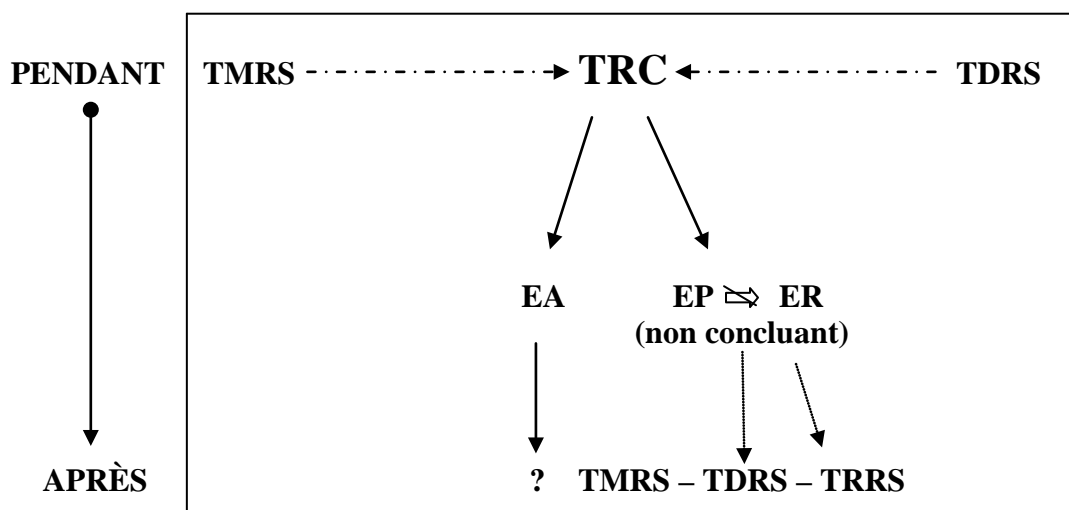 PENDANT TMRS TRC TDRS
EA EP ER
(non concluant)
APRÈS ? TMRS – TDRS – TRRS